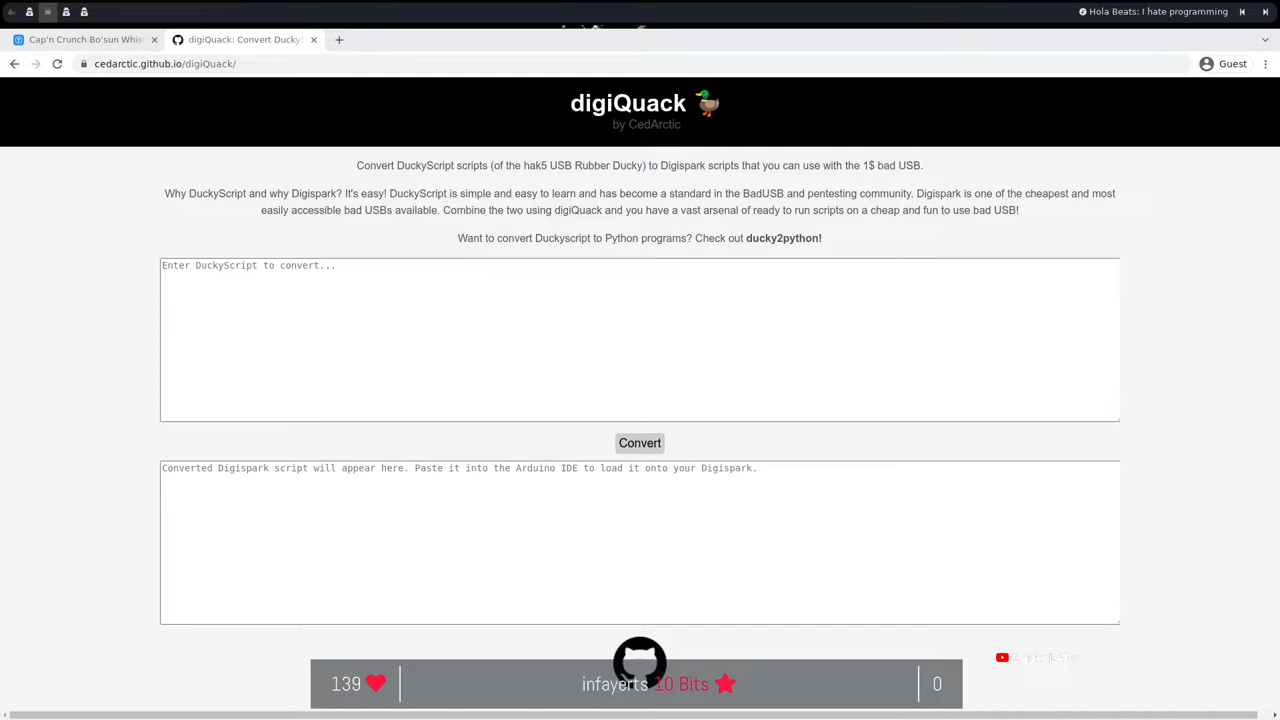 Hola Beats: I hate programming
Cap'n Crunch Bo'sun Whis
digiQuack: Convert Ducky
cedarctic.github.io/digiQuack/
Guest
digiQuack
by CedArctic
Convert DuckyScript scripts (of the hak5 USB Rubber Ducky) to Digispark scripts that you can use with the 1$ bad USB.
Why DuckyScript and why Digispark? It's easy! DuckyScript is simple and easy to learn and has become a standard in the BadUSB and pentesting community. Digispark is one of the cheapest and most
easily accessible bad USBs available. Combine the two using digiQuack and you have a vast arsenal of ready to run scripts on a cheap and fun to use bad USB!
Want to convert Duckyscript to Python programs? Check out ducky2python!
Enter DuckyScript to convert...
Convert
Converted Digispark script will appear here. Paste it into the Arduino IDE to load it onto your Digispark.
139 infayerts 10 Bits 0